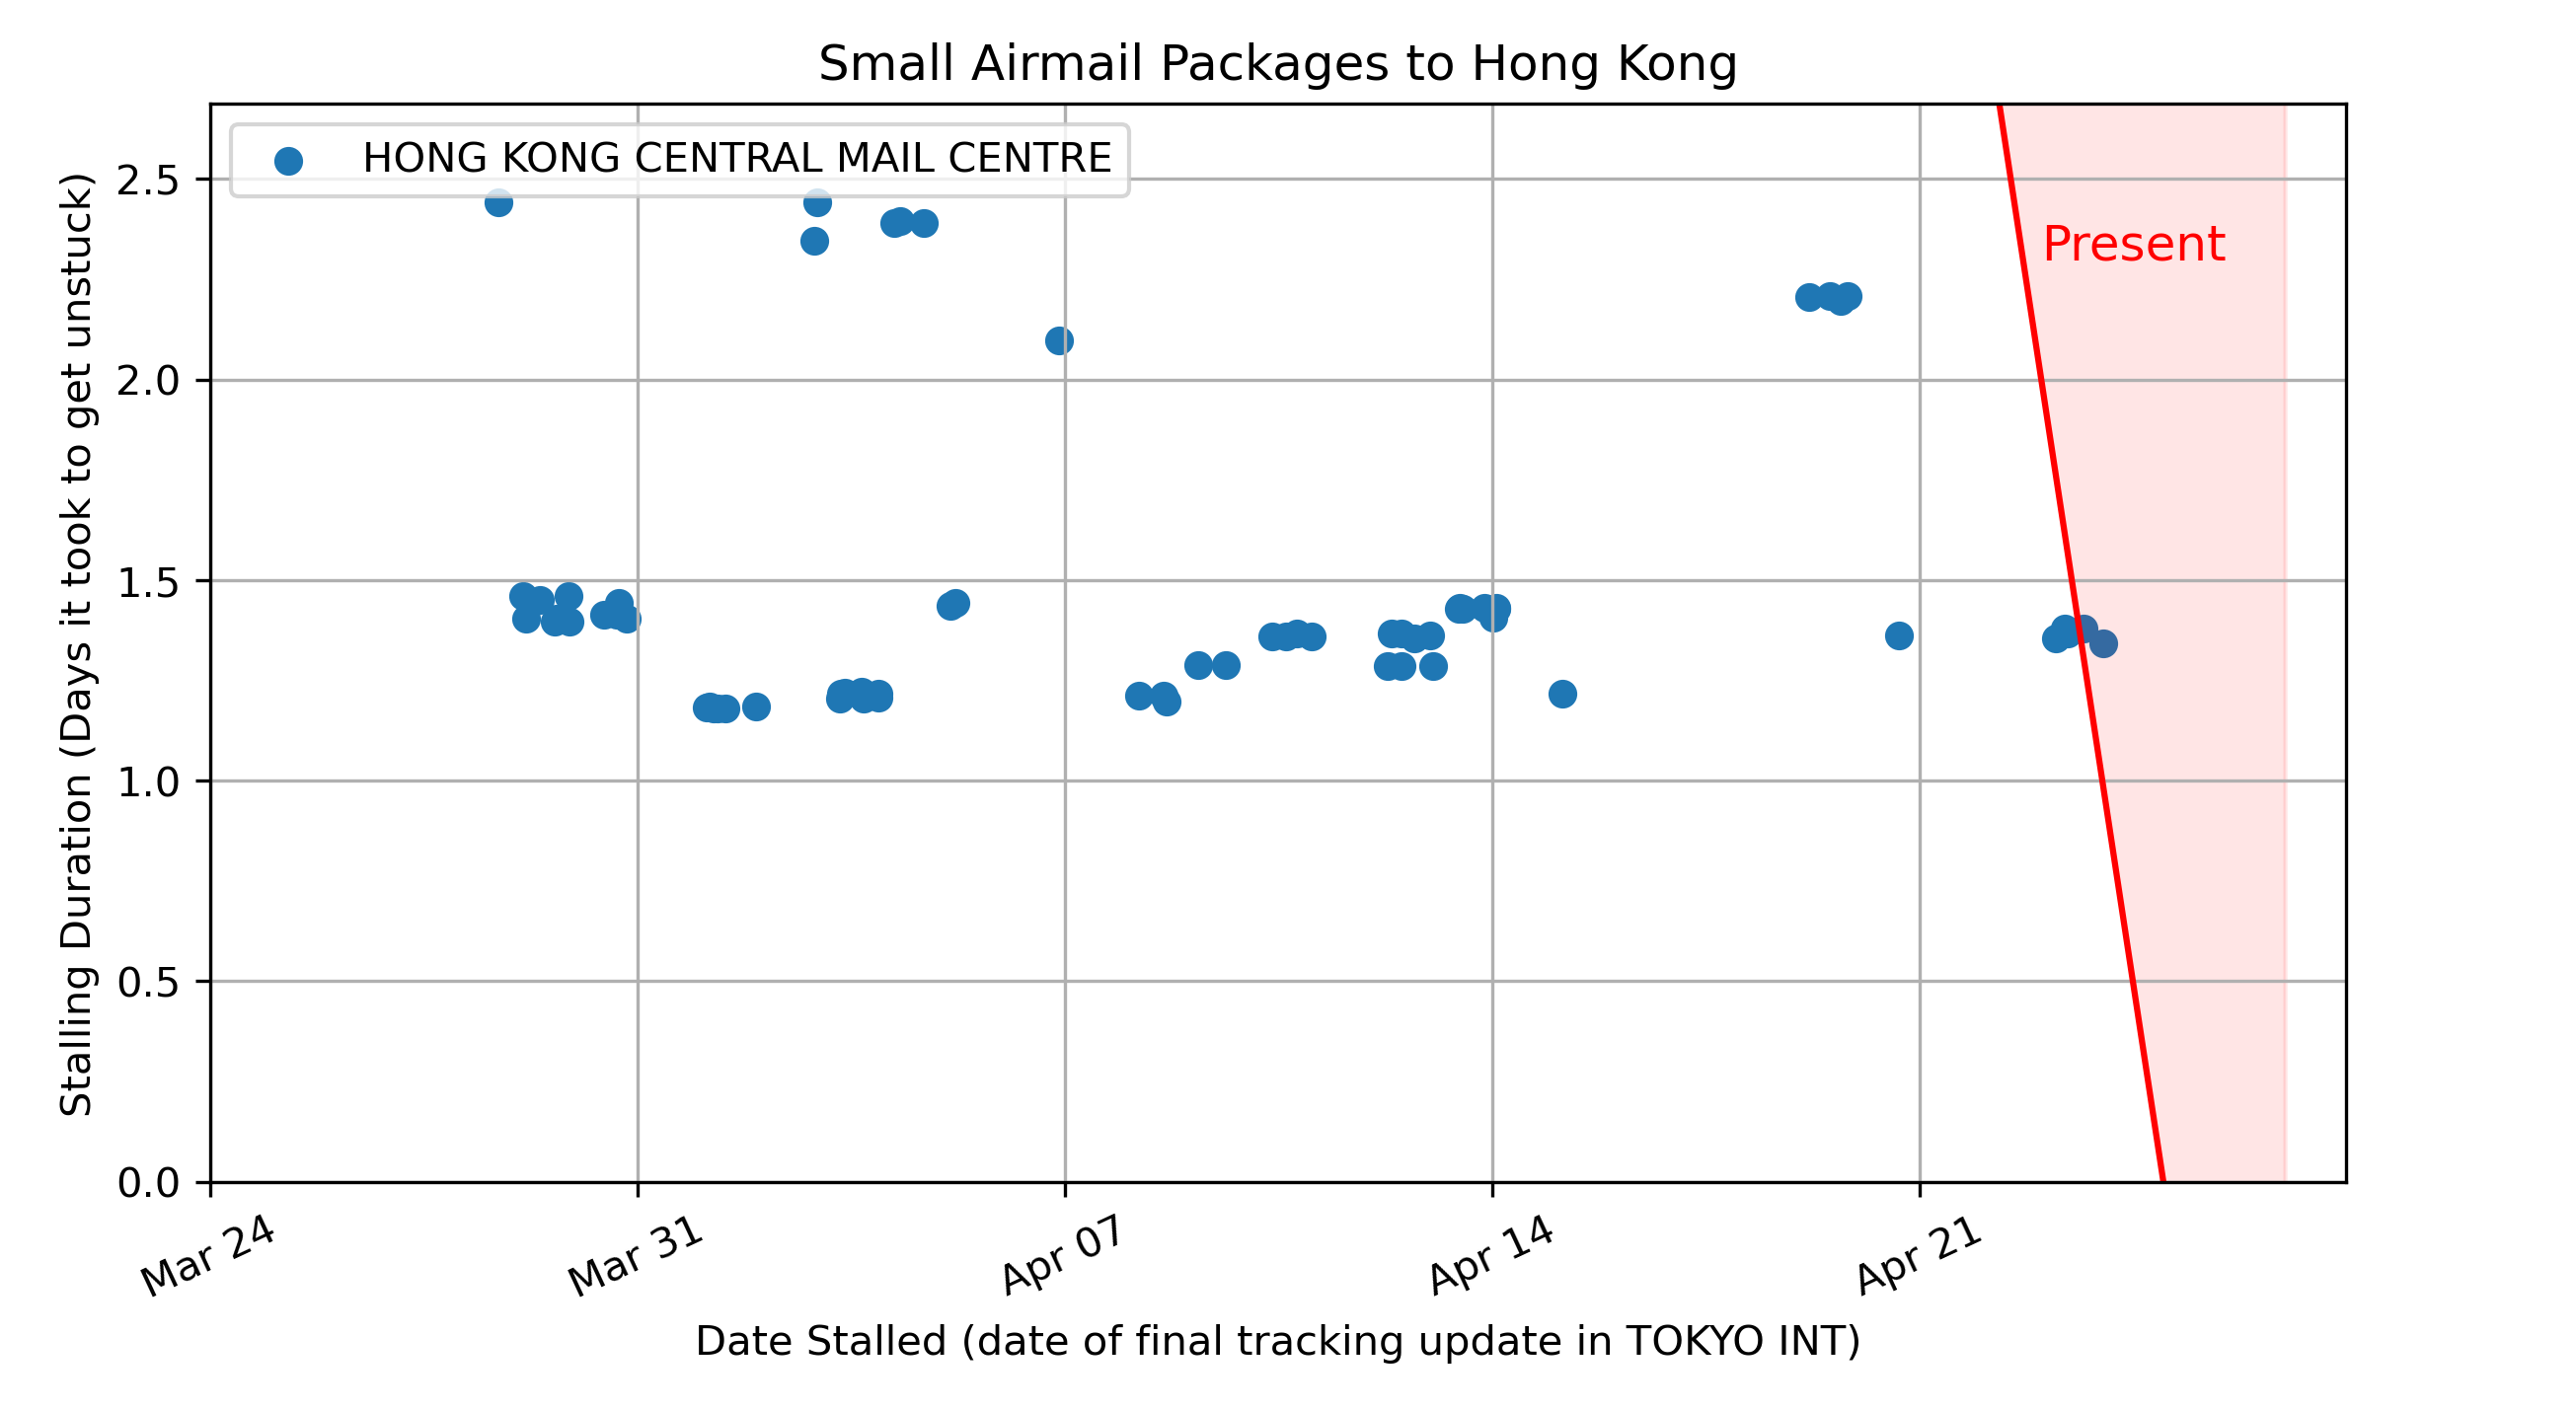 Small Airmail Packages to Hong Kong
HONG KONG CENTRAL MAIL CENTRE
Present
Stalling Duration (Days it took to get unstuck)
2.5
2.0
1.5
1.0
0.5
0.0
Mar 24
Mar 31
Apr 07
Apr 14
Apr 21
Date Stalled (date of final tracking update in TOKYO INT)